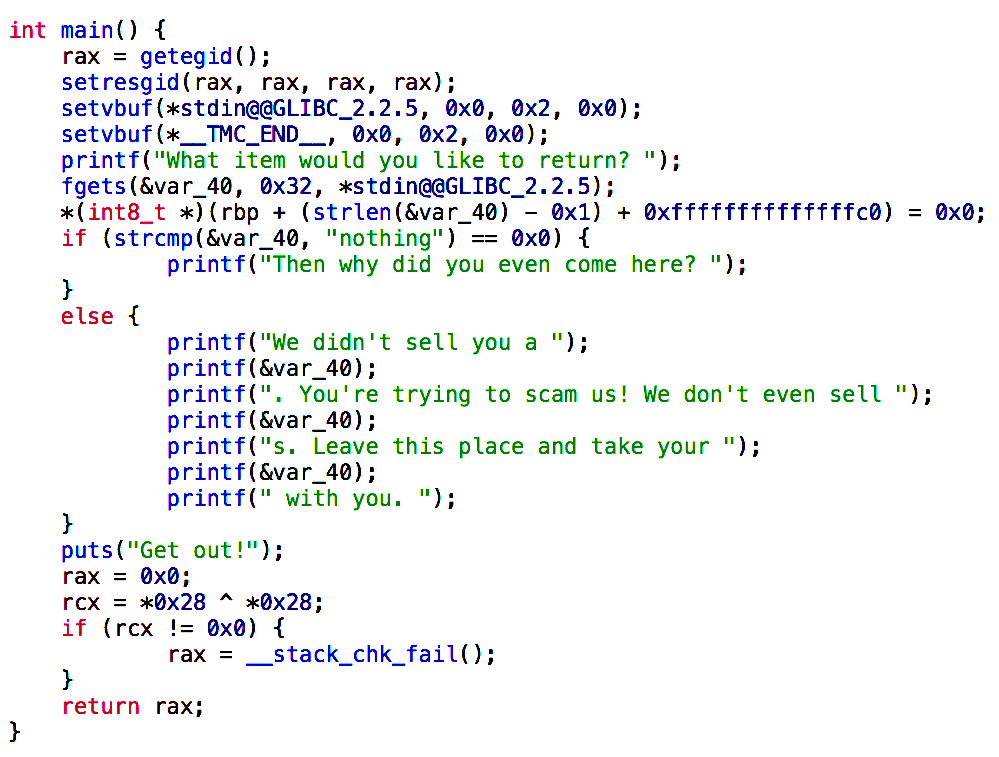 int main() {
    rax = getegid();
    setresgid(rax, rax, rax, rax);
    setvbuf(*stdin@@GLIBC_2.2.5, 0x0, 0x2, 0x0);
    setvbuf(*__TMC_END__, 0x0, 0x2, 0x0);
    printf("What item would you like to return? ");
    fgets(&var_40, 0x32, *stdin@@GLIBC_2.2.5);
    *(int8_t *)(rbp + (strlen(&var_40) - 0x1) + 0xffffffffffffffc0) = 0x0;
    if (strcmp(&var_40, "nothing") == 0x0) {
            printf("Then why did you even come here? ");
    }
    else {
            printf("We didn't sell you a ");
            printf(&var_40);
            printf(". You're trying to scam us! We don't even sell ");
            printf(&var_40);
            printf("s. Leave this place and take your ");
            printf(&var_40);
            printf(" with you. ");
    }
    puts("Get out!");
    rax = 0x0;
    rcx = *0x28 ^ *0x28;
    if (rcx != 0x0) {
            rax = __stack_chk_fail();
    }
    return rax;
}